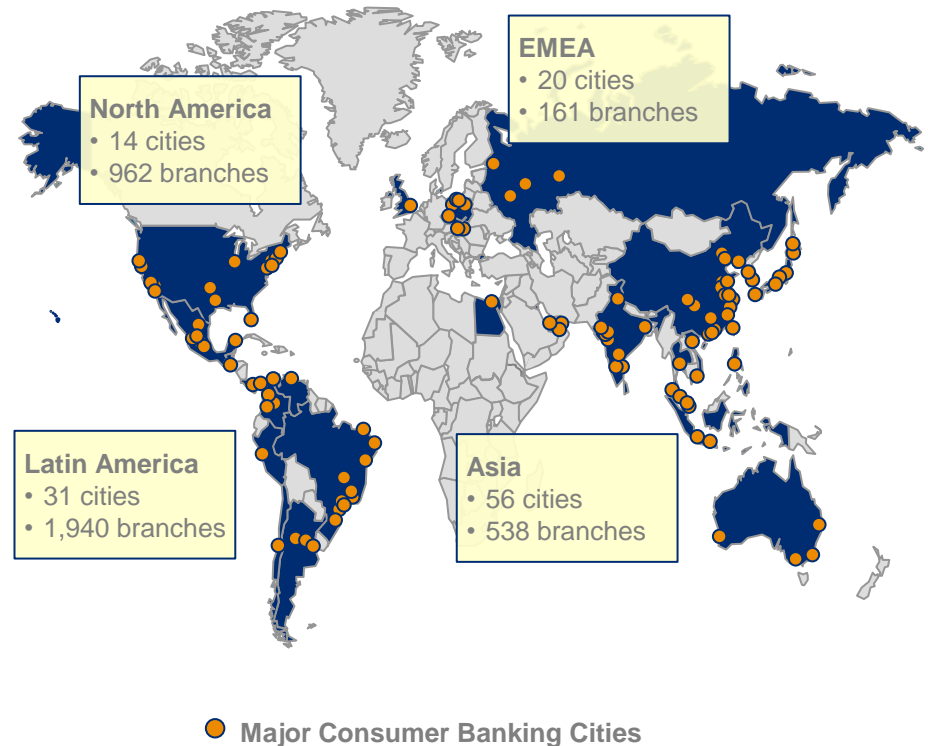 EMEA
• 20 cities
• 161 branches
North America
• 14 cities
• 962 branches
Latin America
• 31 cities
• 1,940 branches
Asia
• 56 cities
• 538 branches
Major Consumer Banking Cities